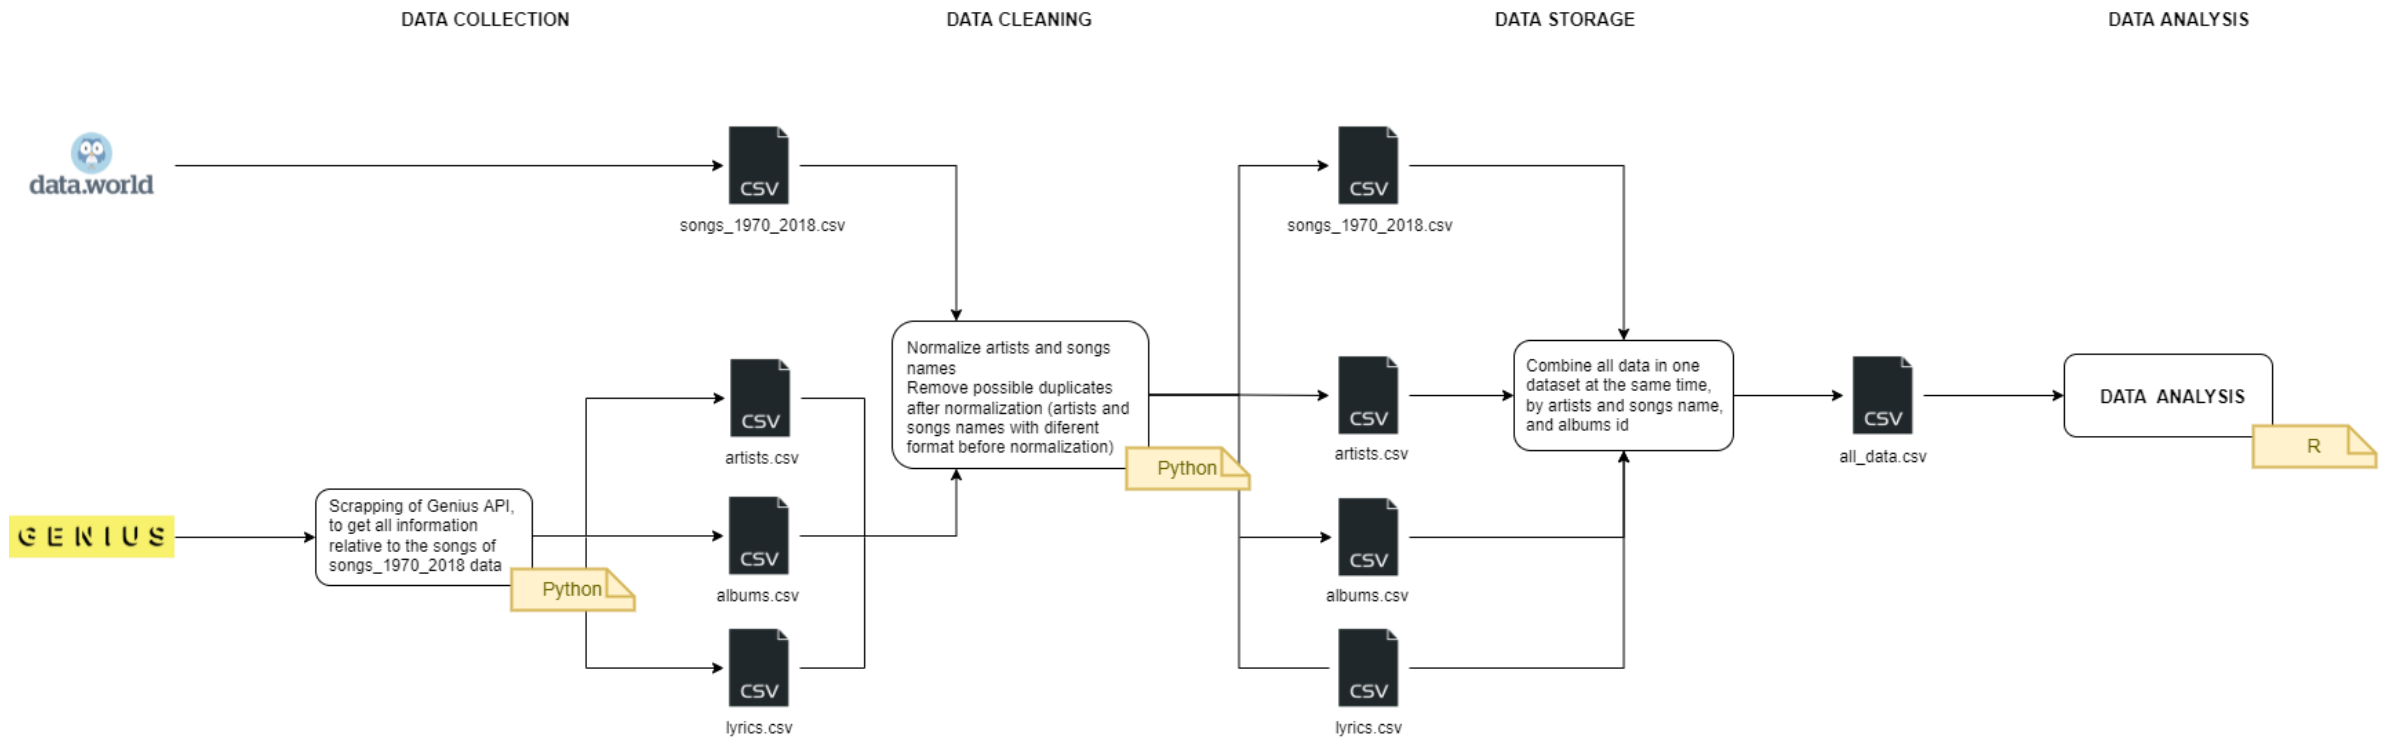 DATA COLLECTION
DATA CLEANING
DATA STORAGE
DATA ANALYSIS
data.world
CSV
songs_1970_2018.csv
GENIUS
Scrapping of Genius API,
to get all information
relative to the songs of
songs_1970_2018 data
Python
CSV
artists.csv
CSV
albums.csv
CSV
lyrics.csv
Normalize artists and songs
names
Remove possible duplicates
after normalization (artists and
songs names with diferent
format before normalization)
Python
CSV
songs_1970_2018.csv
CSV
artists.csv
CSV
albums.csv
CSV
lyrics.csv
Combine all data in one
dataset at the same time,
by artists and songs name,
and albums id
CSV
all_data.csv
DATA ANALYSIS
R